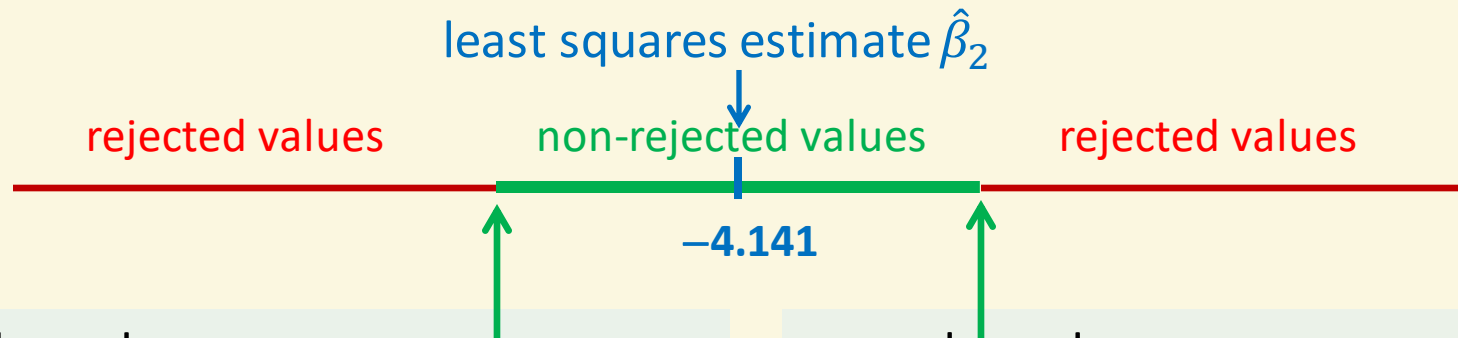 least squares estimate β̂₂
rejected values non-rejected values rejected values
−4.141